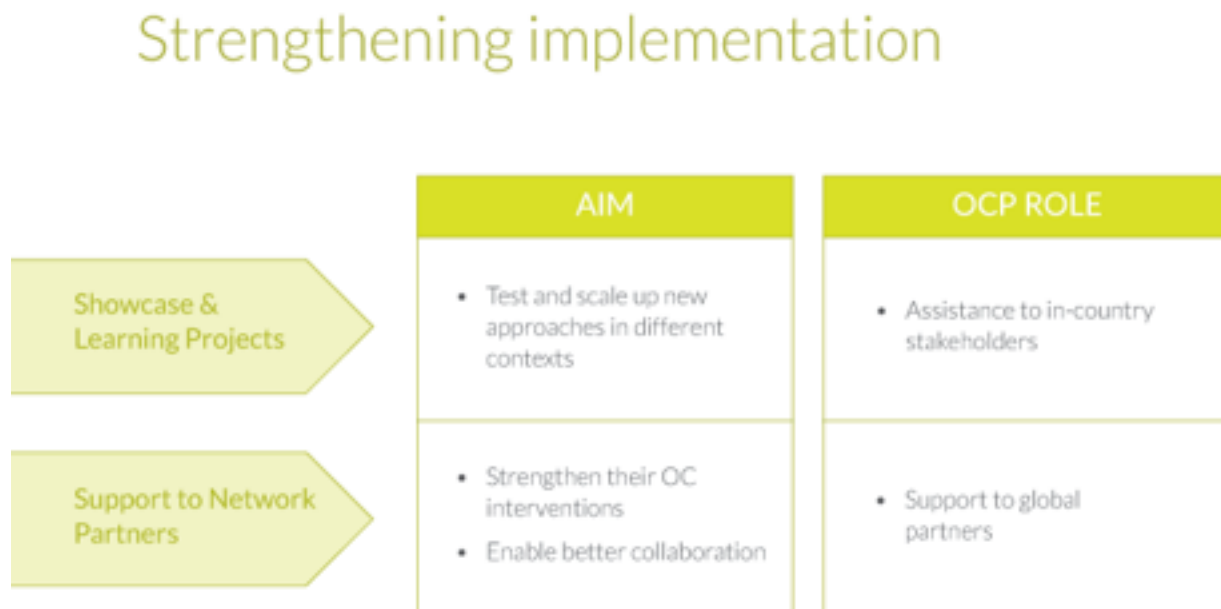 Strengthening implementation
AIM
OCP ROLE
Showcase &
Learning Projects
• Test and scale up new
approaches in different
contexts
• Assistance to in-country
stakeholders
Support to Network
Partners
• Strengthen their OC
interventions
• Enable better collaboration
• Support to global
partners